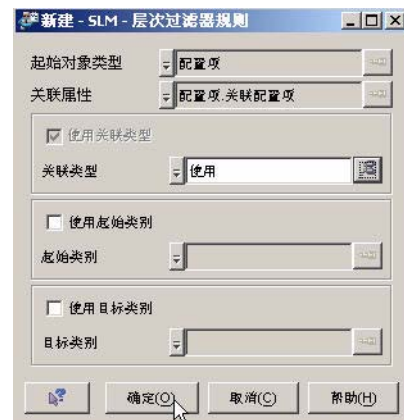 新建 - SLM - 层次过滤器规则
起始对象类型 配置项
关联属性 配置项.关联配置项
使用关联类型
关联类型 使用
使用起始类别
起始类别
使用目标类别
目标类别
确定(O) 取消(C) 帮助(H)